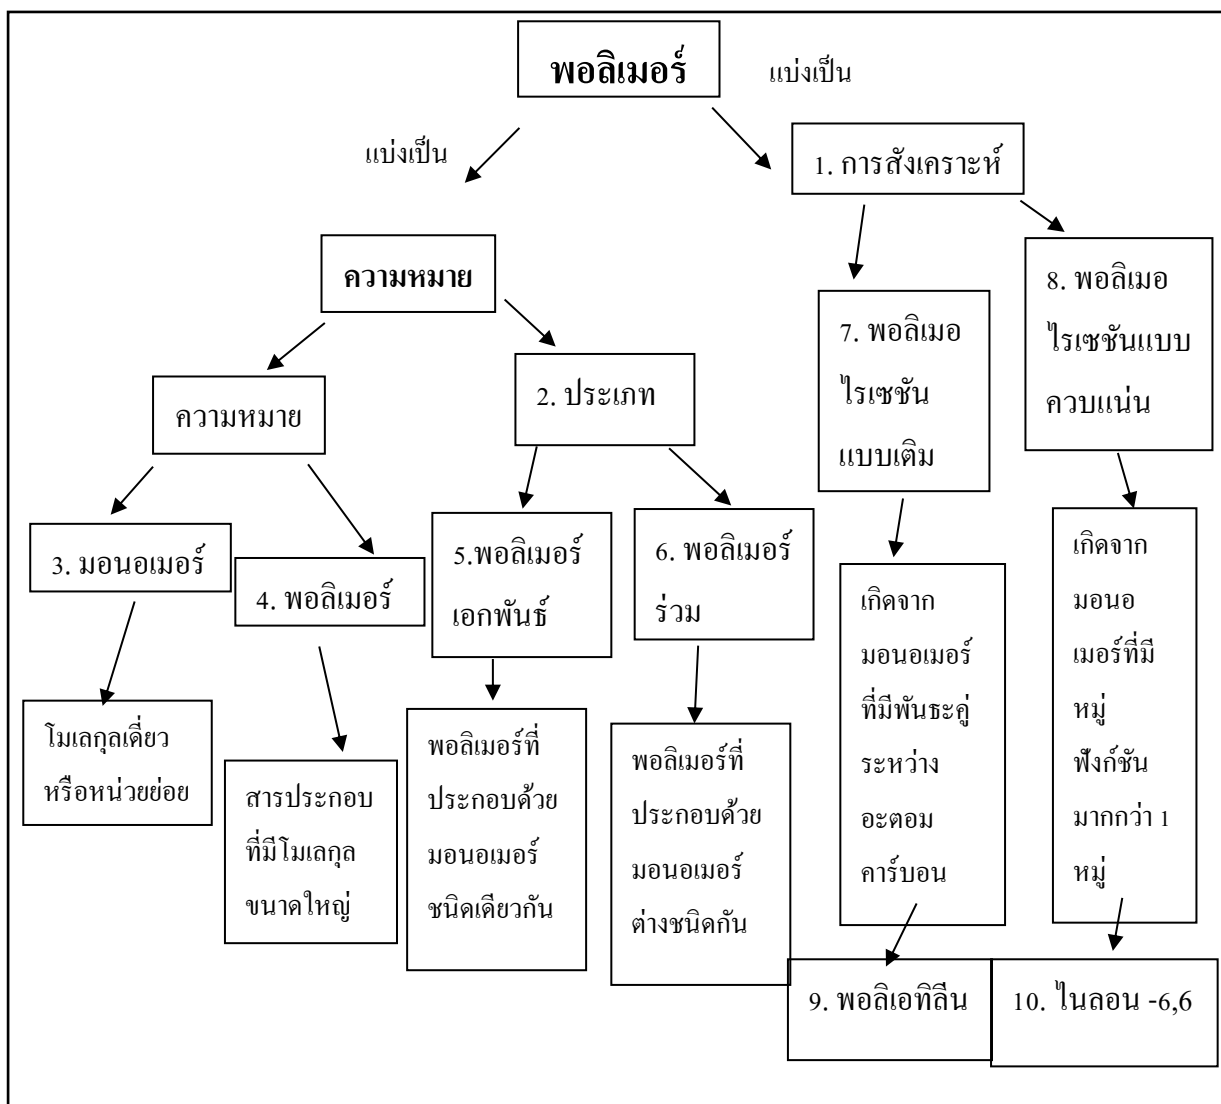 พอลิเมอร์
แบ่งเป็น
แบ่งเป็น
1. การสังเคราะห์
ความหมาย
8. พอลิเมอ
ไรเซชันแบบ
ควบแน่น
7. พอลิเมอ
ไรเซชัน
แบบเติม
ความหมาย
2. ประเภท
3. มอนอเมอร์
4. พอลิเมอร์
5.พอลิเมอร์
เอกพันธ์
6. พอลิเมอร์
ร่วม
เกิดจาก
มอนอเมอร์
ที่มีพันธะคู่
ระหว่าง
อะตอม
คาร์บอน
เกิดจาก
มอนอ
เมอร์ที่มี
หมู่
ฟังก์ชัน
มากกว่า 1
หมู่
โมเลกุลเดี่ยว
หรือหน่วยย่อย
สารประกอบ
ที่มีโมเลกุล
ขนาดใหญ่
พอลิเมอร์ที่
ประกอบด้วย
มอนอเมอร์
ชนิดเดียวกัน
พอลิเมอร์ที่
ประกอบด้วย
มอนอเมอร์
ต่างชนิดกัน
9. พอลิเอทิลีน
10. ไนลอน -6,6